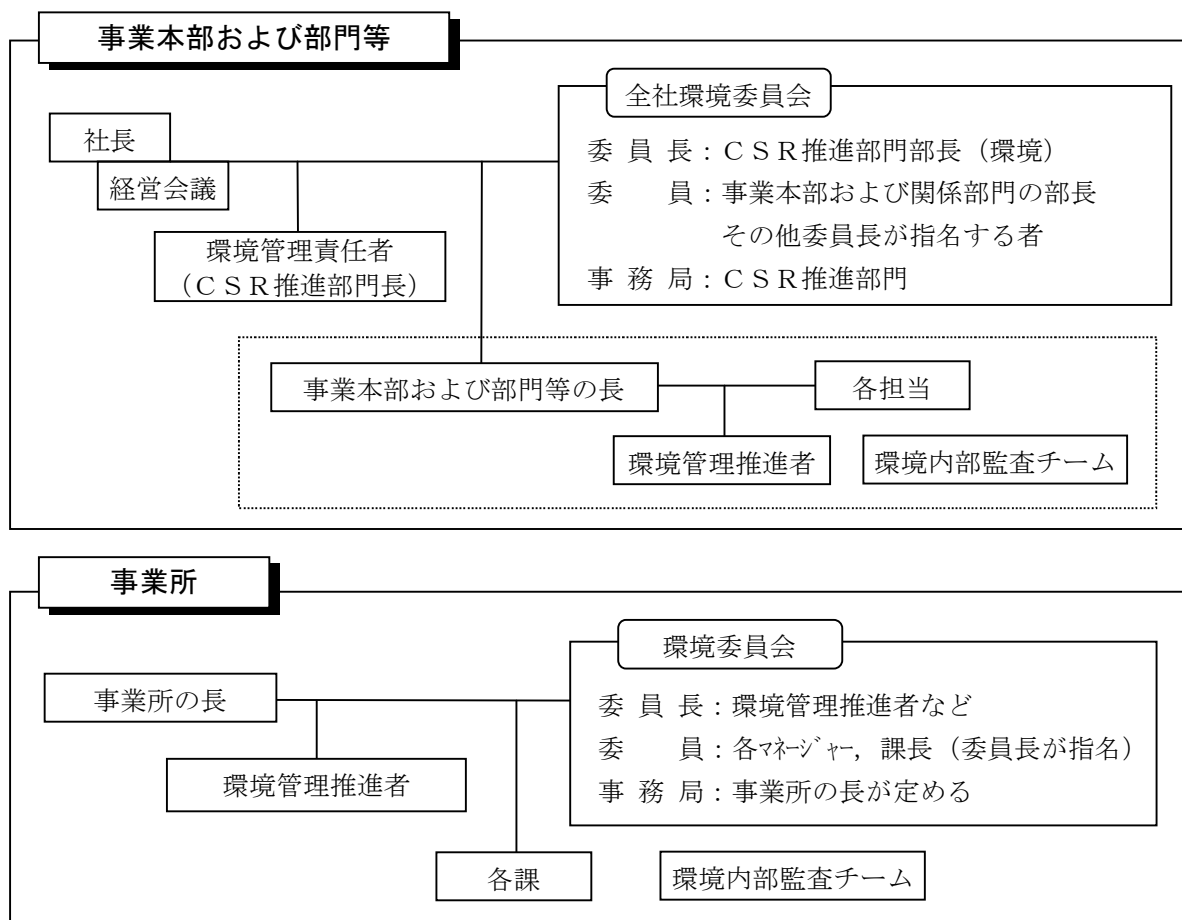 事業本部および部門等
全社環境委員会
社長
経営会議
委員長：ＣＳＲ推進部門部長（環境）
委　　員：事業本部および関係部門の部長
その他委員長が指名する者
事務局：ＣＳＲ推進部門
環境管理責任者
（ＣＳＲ推進部門長）
事業本部および部門等の長
各担当
環境管理推進者
環境内部監査チーム
事業所
環境委員会
事業所の長
委員長：環境管理推進者など
委　　員：各ﾏﾈｰｼﾞｬｰ，課長（委員長が指名）
事務局：事業所の長が定める
環境管理推進者
各課
環境内部監査チーム